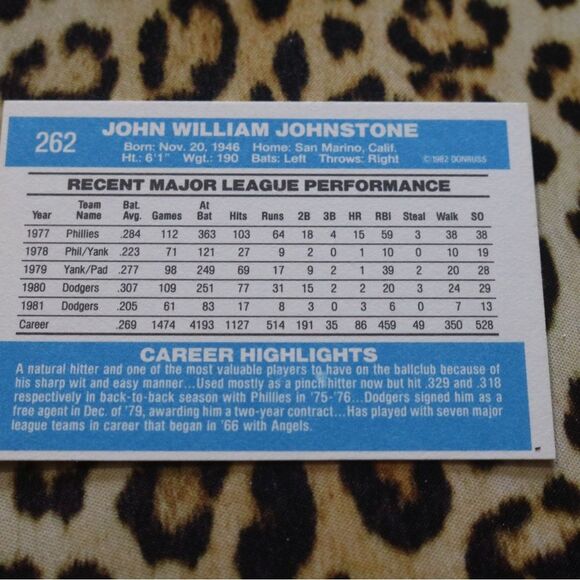 262
JOHN WILLIAM JOHNSTONE
Born: Nov. 20, 1946 Home: San Marino, Calif.
Ht.: 6'1" Wgt.: 190 Bats: Left Throws: Right
©1982 DONRUSS
RECENT MAJOR LEAGUE PERFORMANCE
Year Team Name Bat. Avg. Games At Bat Hits Runs 2B 3B HR RBI Steal Walk SO
1977 Phillies .284 112 363 103 64 18 4 15 59 3 38 38
1978 Phil/Yank .223 71 121 27 9 2 0 1 10 0 10 19
1979 Yank/Pad .277 98 249 69 17 9 2 1 39 2 20 28
1980 Dodgers .307 109 251 77 31 15 2 2 20 3 24 29
1981 Dodgers .205 61 83 17 8 3 0 3 6 0 7 13
Career .269 1474 4193 1127 514 191 35 86 459 49 350 528
CAREER HIGHLIGHTS
A natural hitter and one of the most valuable players to have on the ballclub because of
his sharp wit and easy manner...Used mostly as a pinch hitter now but hit .329 and .318
respectively in back-to-back season with Phillies in '75-'76...Dodgers signed him as a
free agent in Dec. of '79, awarding him a two-year contract...Has played with seven major
league teams in career that began in '66 with Angels.